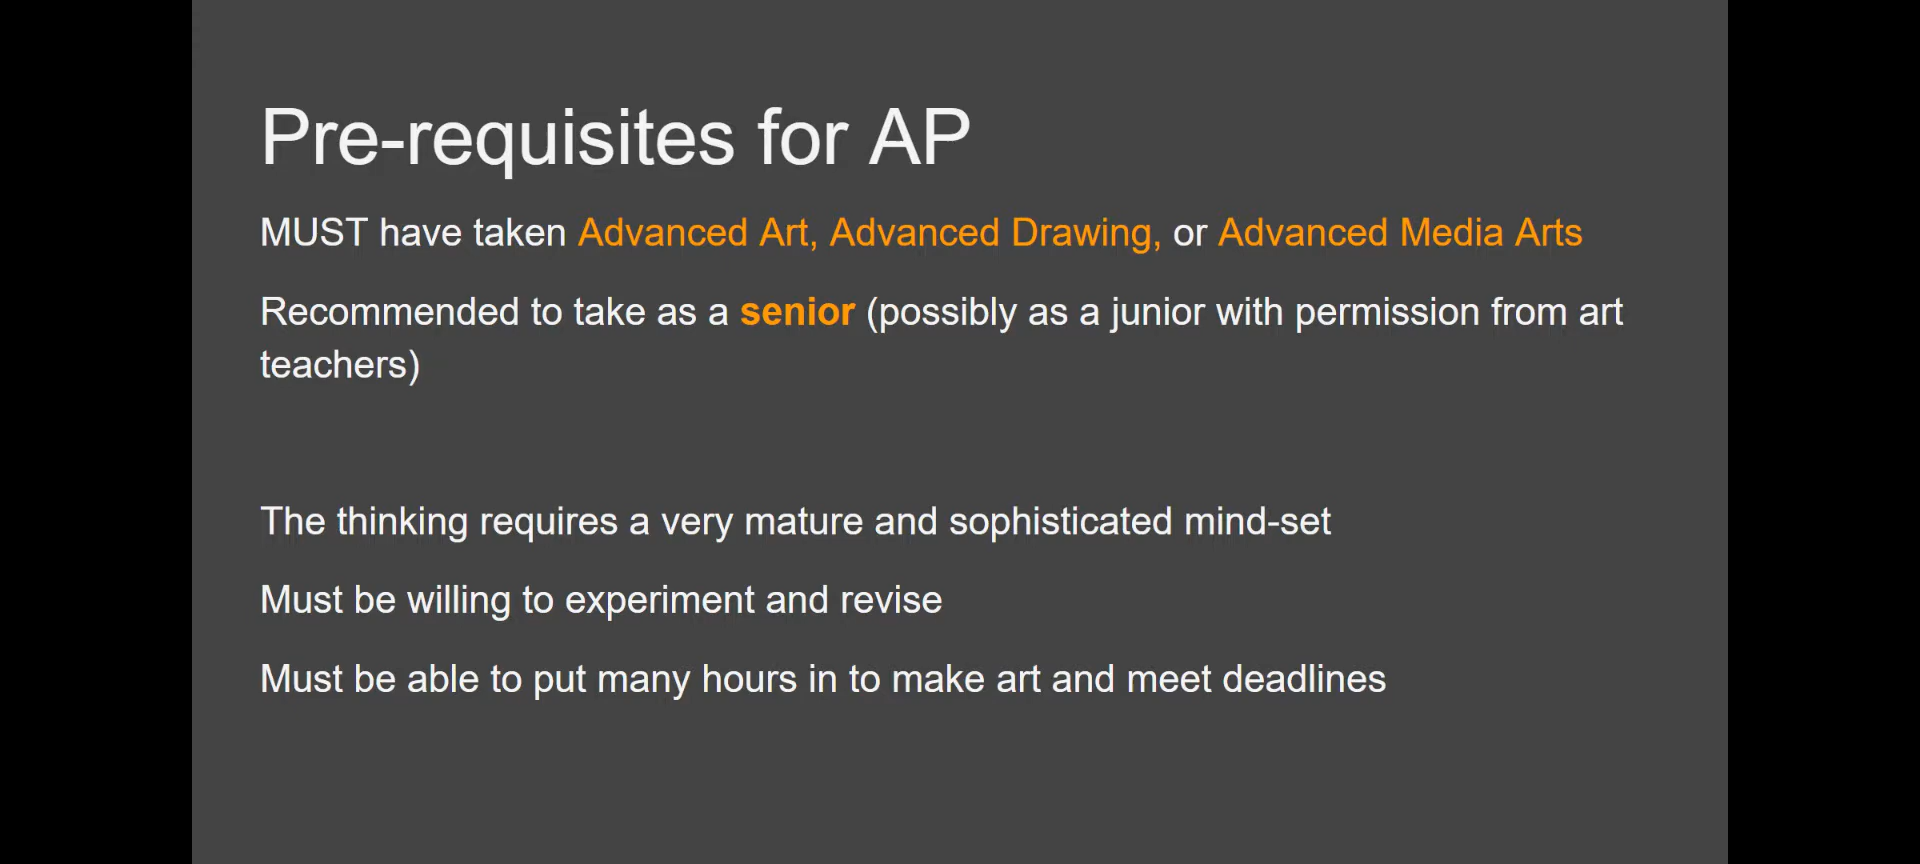 Pre-requisites for AP
MUST have taken Advanced Art, Advanced Drawing, or Advanced Media Arts
Recommended to take as a senior (possibly as a junior with permission from art
teachers)
The thinking requires a very mature and sophisticated mind-set
Must be willing to experiment and revise
Must be able to put many hours in to make art and meet deadlines